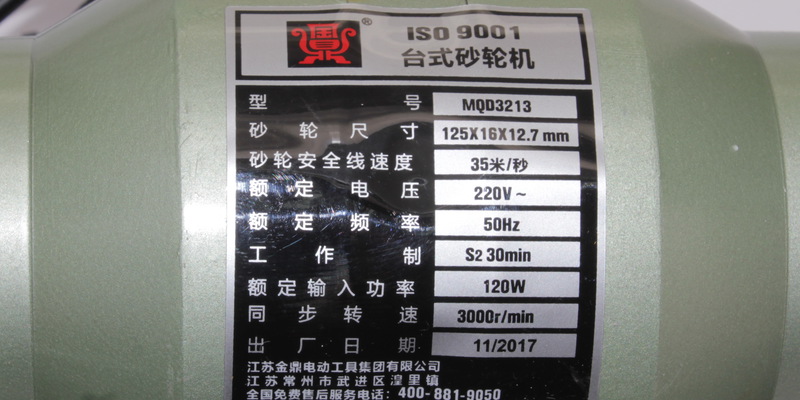 ®
ISO 9001
台式砂轮机
型 号 MQD3213
砂轮尺寸 125X16X12.7mm
砂轮安全线速度 35米/秒
额定电压 220V～
额定频率 50Hz
工作制 S2 30min
额定输入功率 120W
同步转速 3000r/min
出厂日期 11/2017
江苏金鼎电动工具集团有限公司
江苏常州市武进区湟里镇
全国免费售后服务电话：400-881-9050